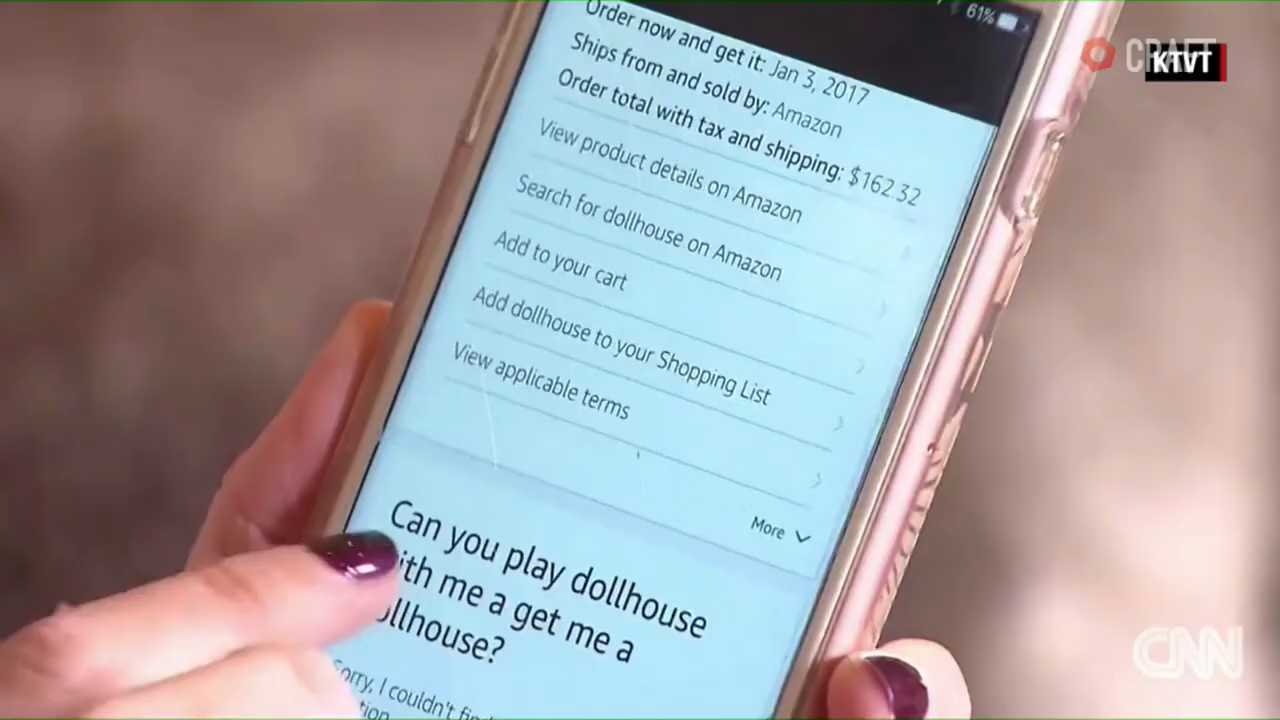 61%
CRAFT
KTVT
Order now and get it: Jan 3, 2017
Ships from and sold by: Amazon
Order total with tax and shipping: $162.32
View product details on Amazon
Search for dollhouse on Amazon
Add to your cart
Add dollhouse to your Shopping List
View applicable terms
More
Can you play dollhouse
with me a get me a
dollhouse?
Sorry, I couldn't find
CNN